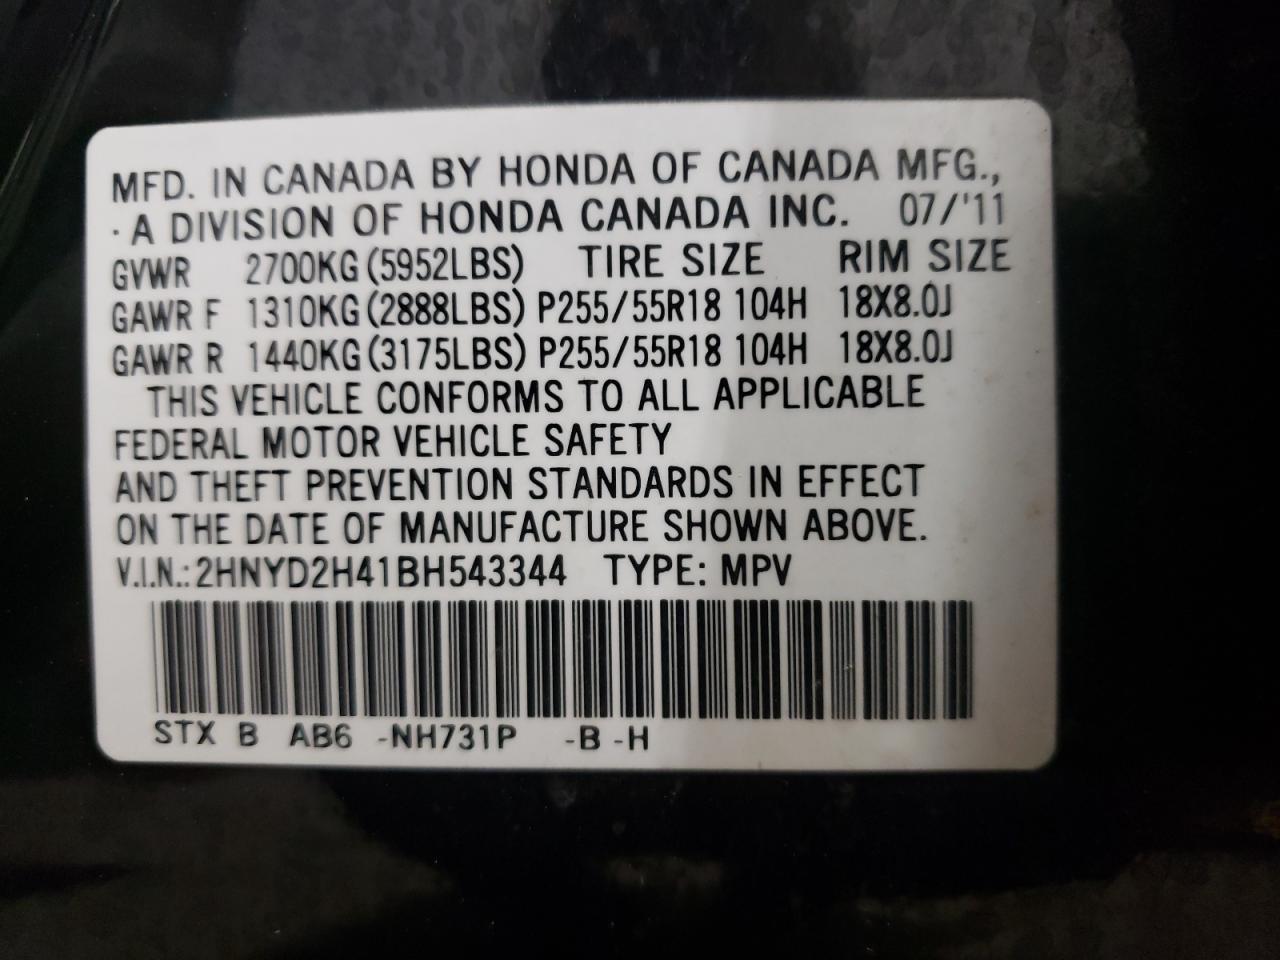 MFD. IN CANADA BY HONDA OF CANADA MFG.,
· A DIVISION OF HONDA CANADA INC. 07/'11
GVWR 2700KG(5952LBS) TIRE SIZE RIM SIZE
GAWR F 1310KG(2888LBS) P255/55R18 104H 18X8.0J
GAWR R 1440KG(3175LBS) P255/55R18 104H 18X8.0J
THIS VEHICLE CONFORMS TO ALL APPLICABLE
FEDERAL MOTOR VEHICLE SAFETY
AND THEFT PREVENTION STANDARDS IN EFFECT
ON THE DATE OF MANUFACTURE SHOWN ABOVE.
V.I.N.: 2HNYD2H41BH543344 TYPE: MPV
STX B AB6 -NH731P -B -H